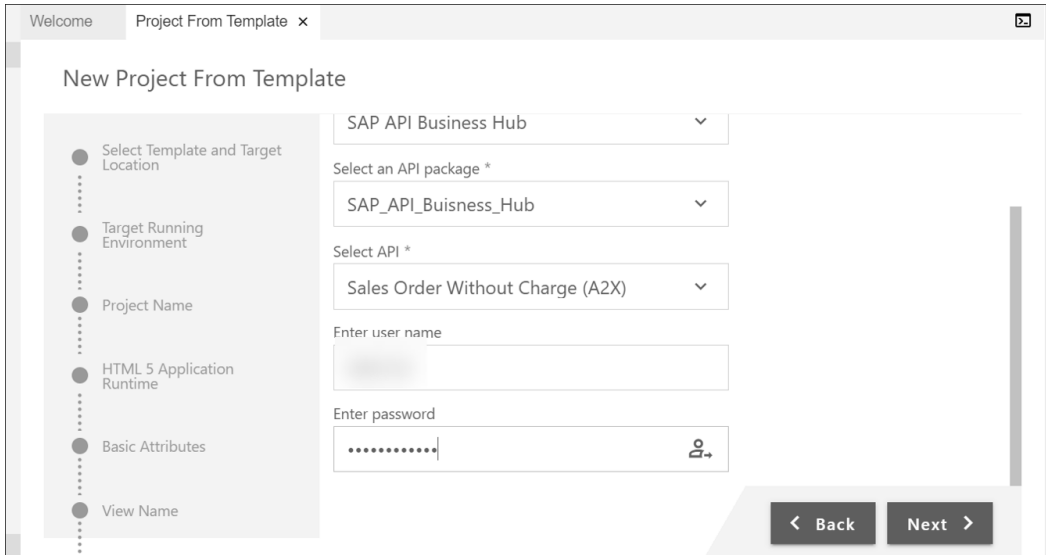 Welcome
Project From Template ×
New Project From Template
Select Template and Target
Location
Target Running
Environment
Project Name
HTML 5 Application
Runtime
Basic Attributes
View Name
SAP API Business Hub
Select an API package *
SAP_API_Buisness_Hub
Select API *
Sales Order Without Charge (A2X)
Enter user name
Enter password
••••••••••••
< Back
Next >